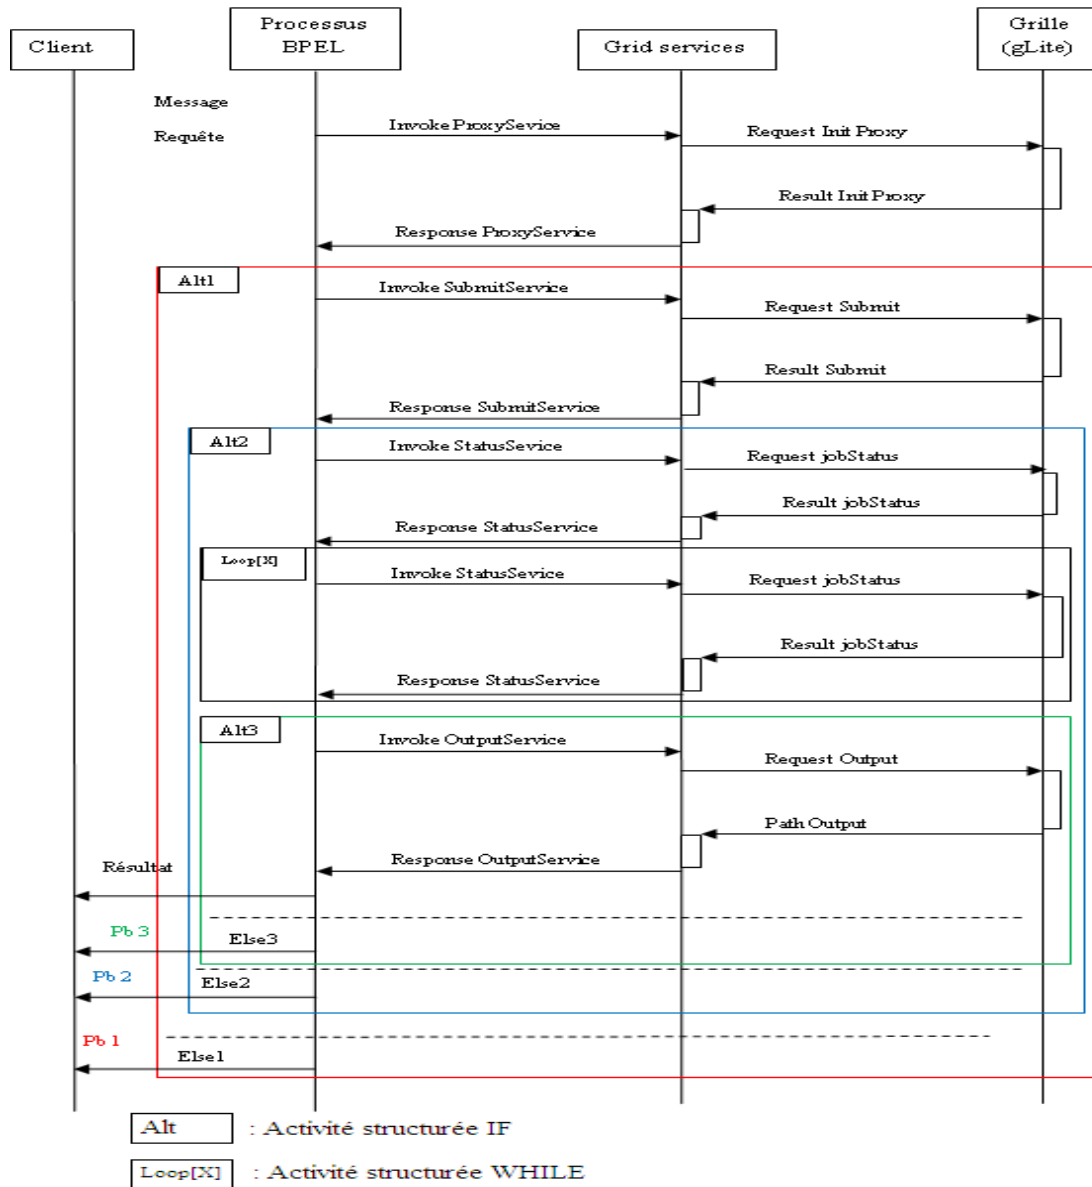 Client
Processus
BPEL
Grid services
Grille
(gLite)
Message
Requête
Invoke ProxySevice
Request Init Proxy
Result Init Proxy
Response ProxyService
Alt1
Invoke SubmitService
Request Submit
Result Submit
Response SubmitService
Alt2
Invoke StatusSevice
Request jobStatus
Result jobStatus
Response StatusService
Loop[X]
Invoke StatusSevice
Request jobStatus
Result jobStatus
Response StatusService
Alt3
Invoke OutputService
Request Output
Path Output
Response OutputService
Résultat
Pb 3
Else3
Pb 2
Else2
Pb 1
Else1
Alt : Activité structurée IF
Loop[X] : Activité structurée WHILE